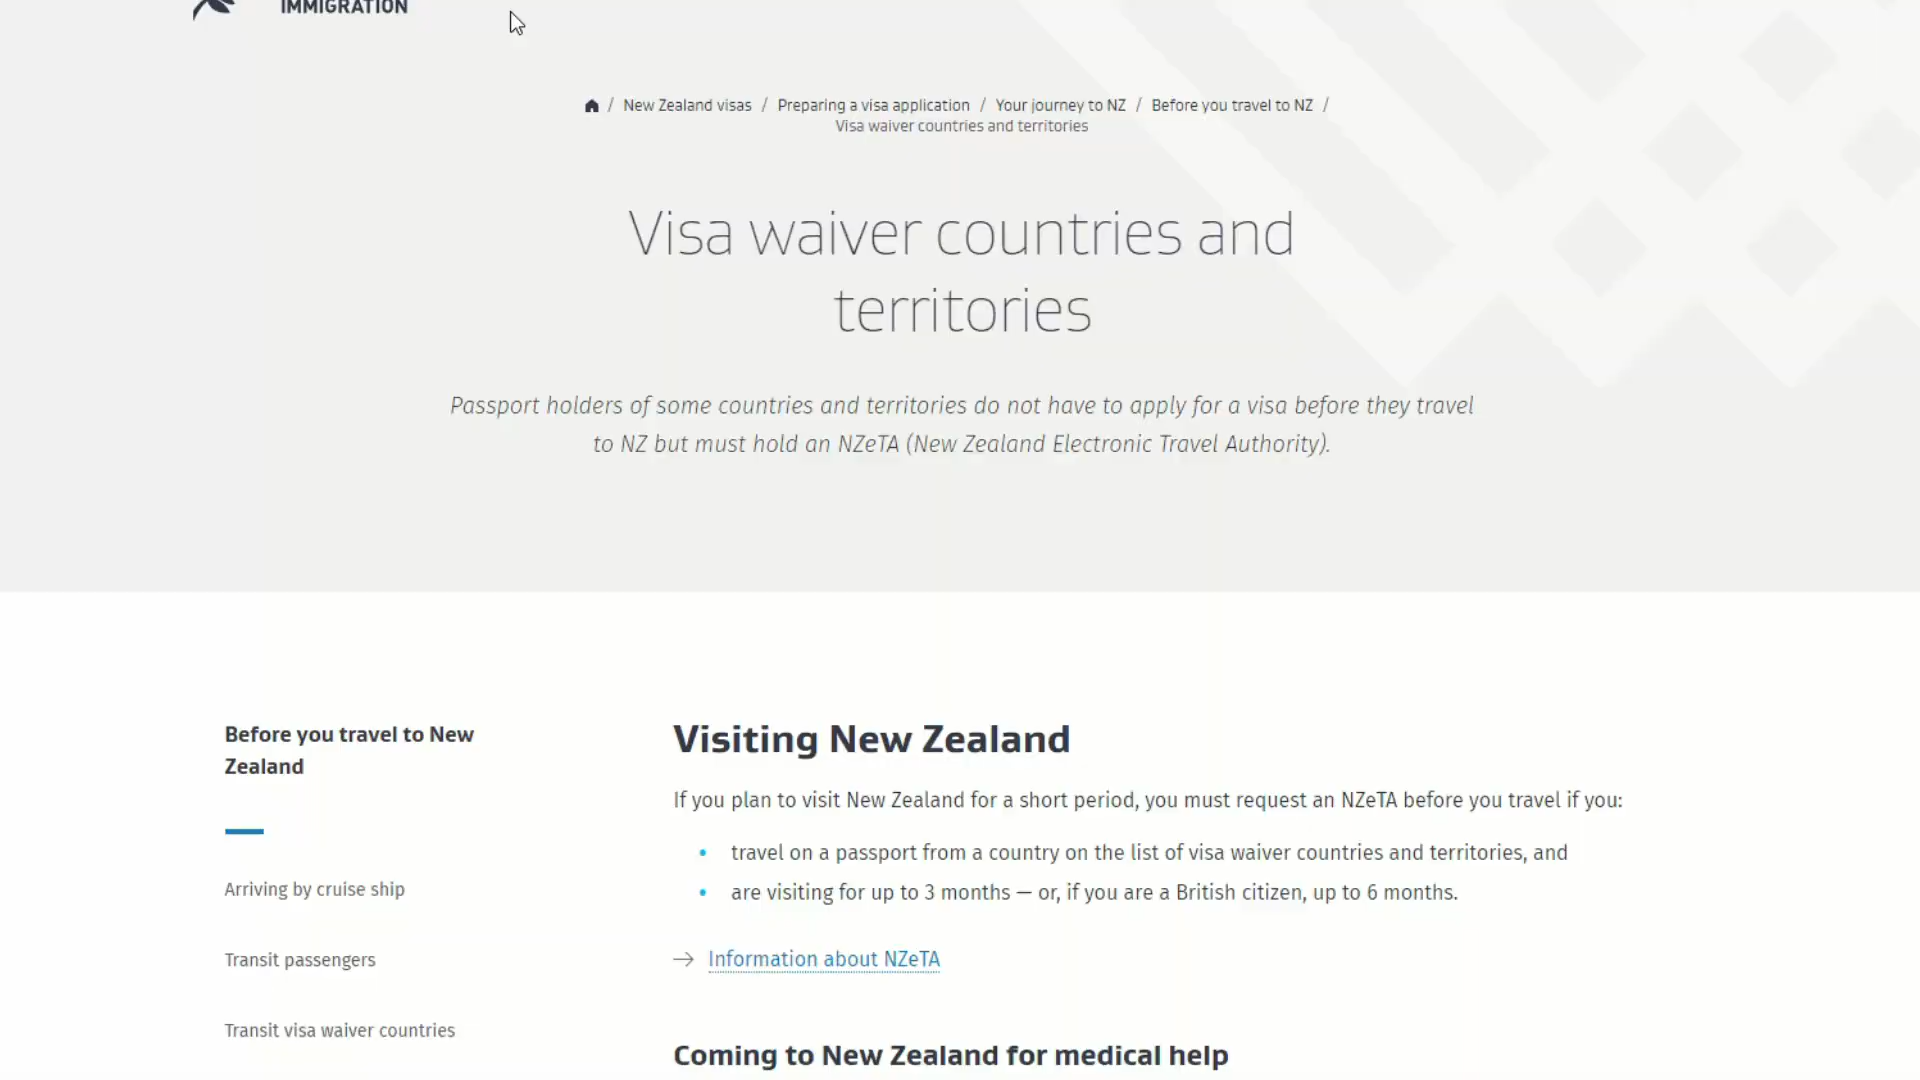 IMMIGRATION
/ New Zealand visas / Preparing a visa application / Your journey to NZ / Before you travel to NZ /
Visa waiver countries and territories
Visa waiver countries and
territories
Passport holders of some countries and territories do not have to apply for a visa before they travel
to NZ but must hold an NZeTA (New Zealand Electronic Travel Authority).
Before you travel to New
Zealand
Arriving by cruise ship
Transit passengers
Transit visa waiver countries
Visiting New Zealand
If you plan to visit New Zealand for a short period, you must request an NZeTA before you travel if you:
• travel on a passport from a country on the list of visa waiver countries and territories, and
• are visiting for up to 3 months — or, if you are a British citizen, up to 6 months.
→ Information about NZeTA
Coming to New Zealand for medical help